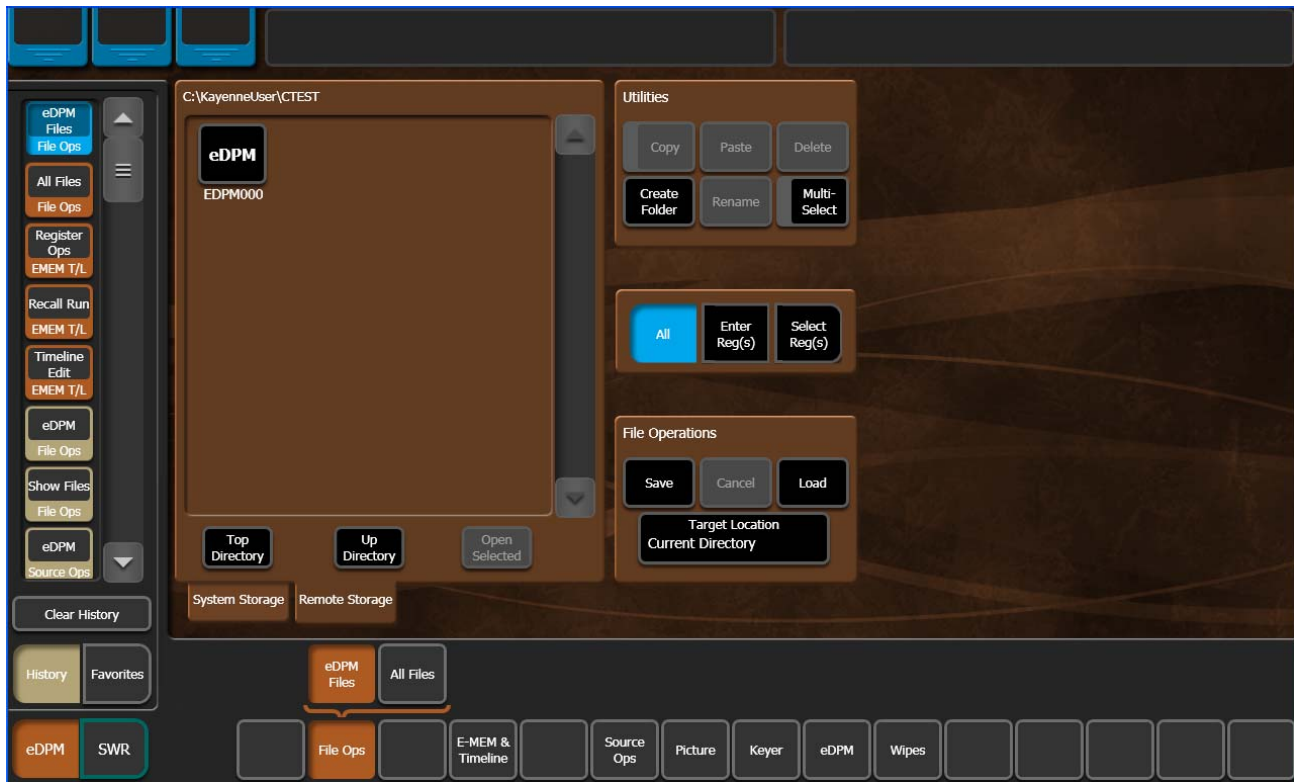 C:\KayenneUser\CTEST
eDPM
EDPM000
Top
Directory
Up
Directory
Open
Selected
System Storage
Remote Storage
Utilities
Copy
Paste
Delete
Create
Folder
Rename
Multi-
Select
All
Enter
Reg(s)
Select
Reg(s)
File Operations
Save
Cancel
Load
Target Location
Current Directory
eDPM
Files
File Ops
All Files
File Ops
Register
Ops
EMEM T/L
Recall Run
EMEM T/L
Timeline
Edit
EMEM T/L
eDPM
File Ops
Show Files
File Ops
eDPM
Source Ops
Clear History
History
Favorites
eDPM
Files
All Files
eDPM
SWR
File Ops
E-MEM &
Timeline
Source
Ops
Picture
Keyer
eDPM
Wipes